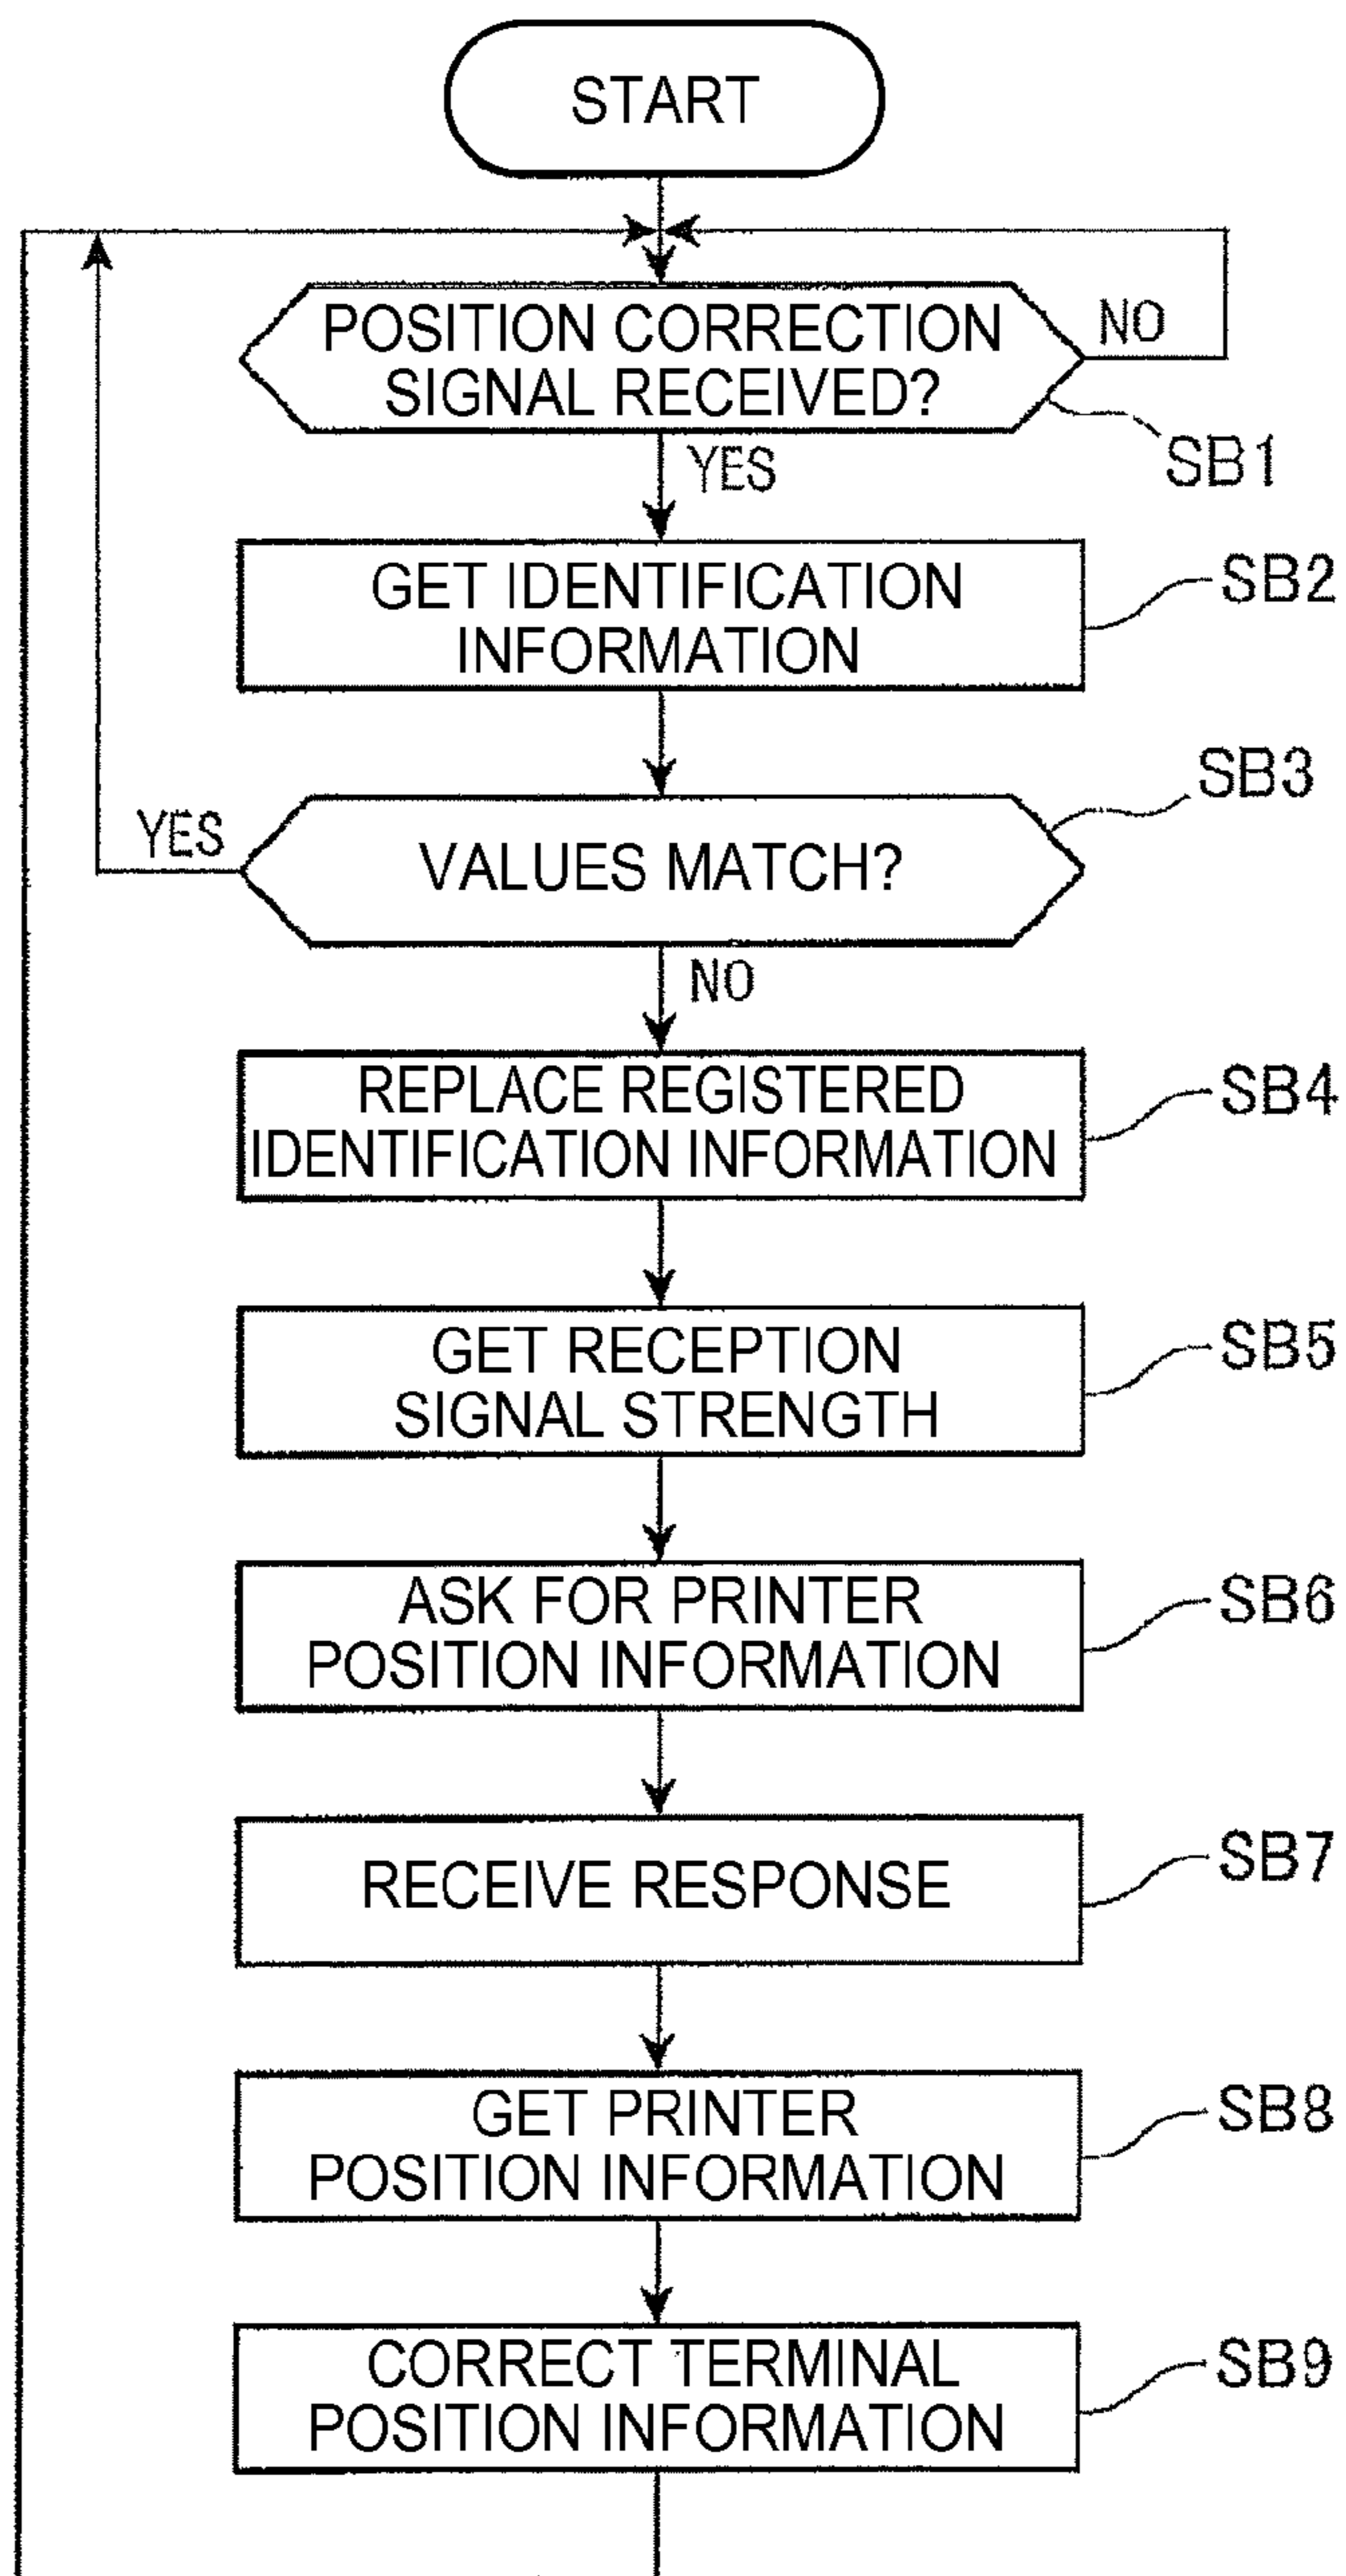 START
POSITION CORRECTION
SIGNAL RECEIVED?
NO
SB1
YES
GET IDENTIFICATION
INFORMATION
SB2
SB3
YES
VALUES MATCH?
NO
REPLACE REGISTERED
IDENTIFICATION INFORMATION
SB4
GET RECEPTION
SIGNAL STRENGTH
SB5
ASK FOR PRINTER
POSITION INFORMATION
SB6
RECEIVE RESPONSE
SB7
GET PRINTER
POSITION INFORMATION
SB8
CORRECT TERMINAL
POSITION INFORMATION
SB9